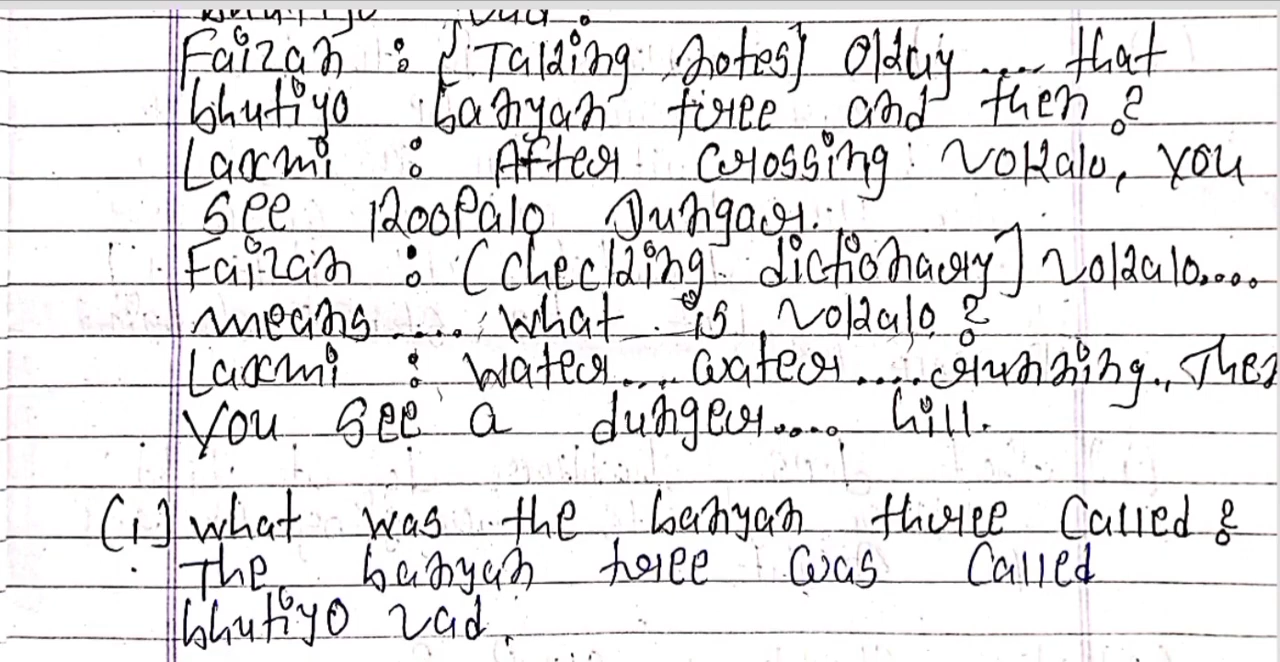 Faizan : [Talking notes] Okay .... that
bhutiyo banyan tree and then ?
Laxmi : After crossing vokalo, you
see Roopalo Dungar.
Faizan : (Checking dictionary] vokalo....
means .... what is vokalo ?
Laxmi : Water.... water.... running., Then
you see a dunger.... hill.
(1) what was the banyan three called ?
The banyan tree was called
bhutiyo vad.